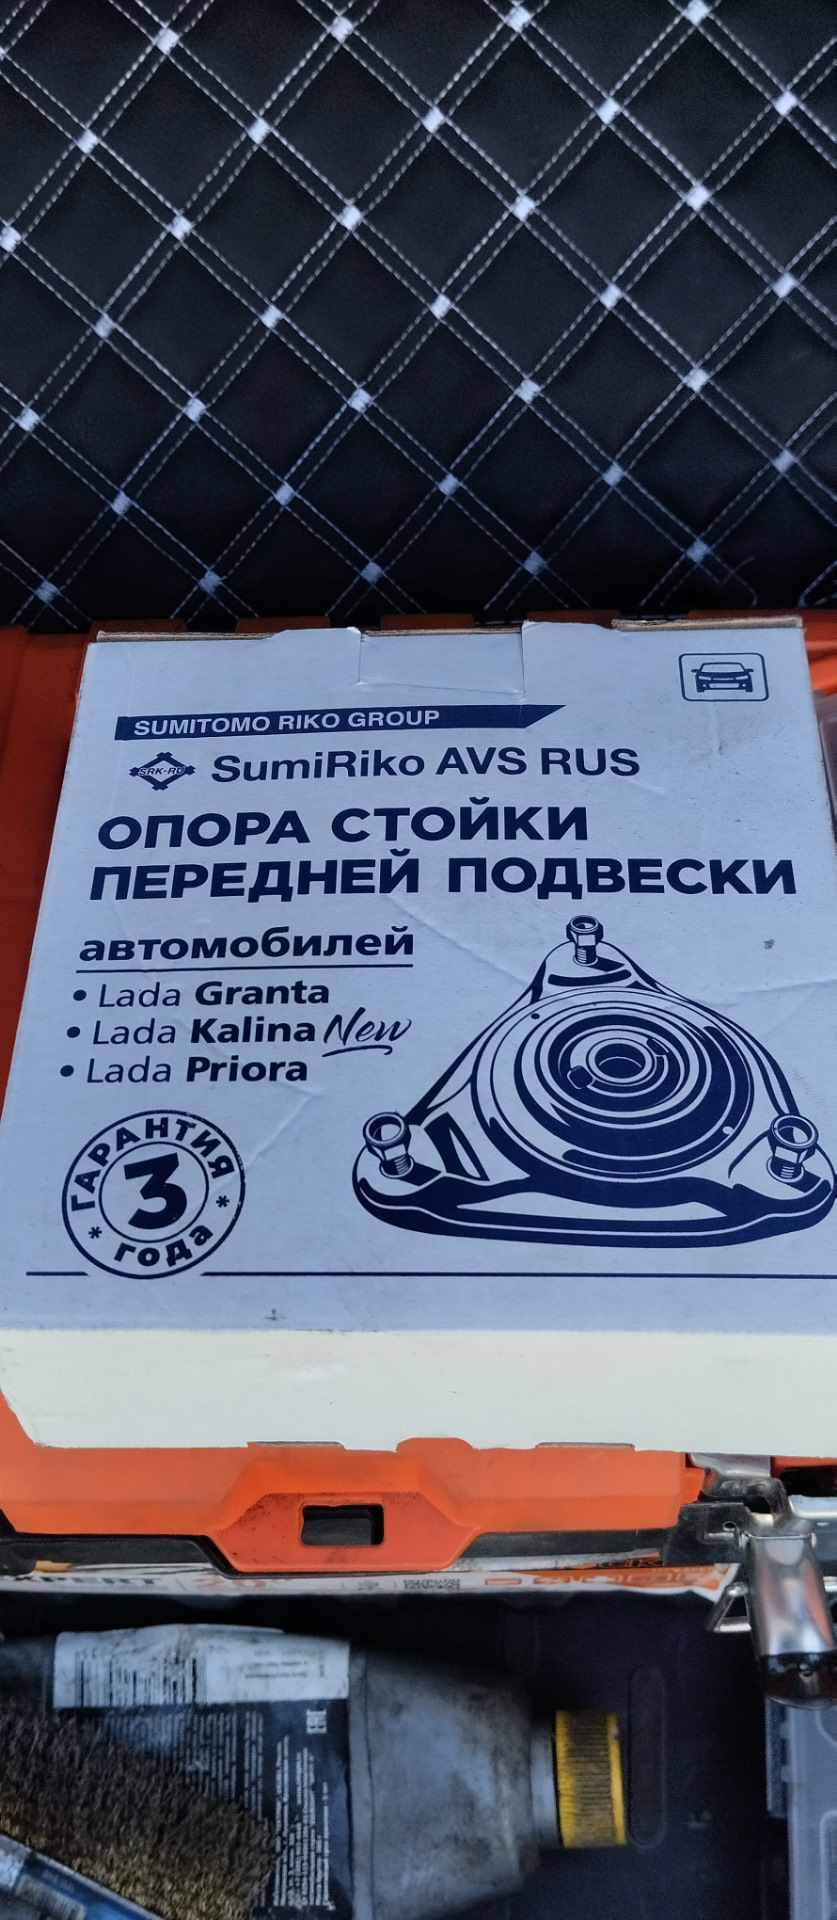 SUMITOMO RIKO GROUP
SRK-RU
SumiRiko AVS RUS
ОПОРА СТОЙКИ
ПЕРЕДНЕЙ ПОДВЕСКИ
автомобилей
• Lada Granta
• Lada Kalina New
• Lada Priora
ГАРАНТИЯ
3
* года *
EAC